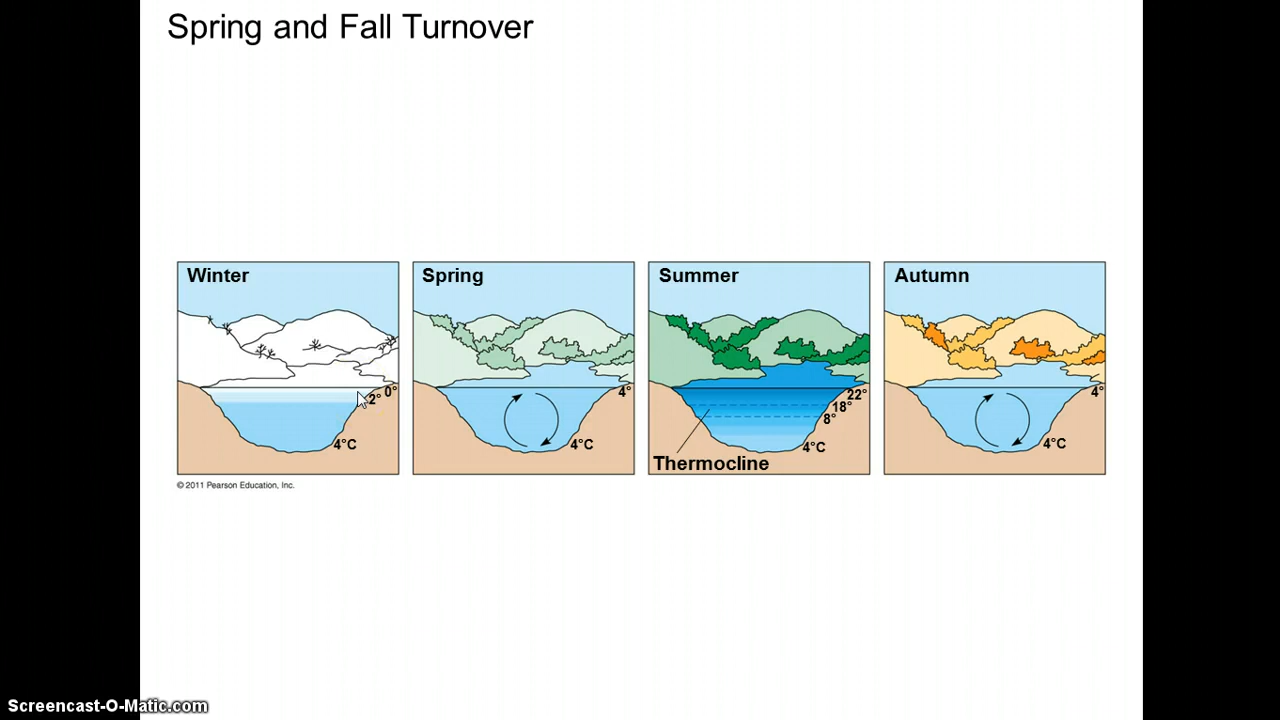 Spring and Fall Turnover
Winter
0°
2°
4°C
Spring
4°
4°C
Summer
22°
18°
8°
4°C
Thermocline
Autumn
4°
4°C
© 2011 Pearson Education, Inc.
Screencast-O-Matic.com